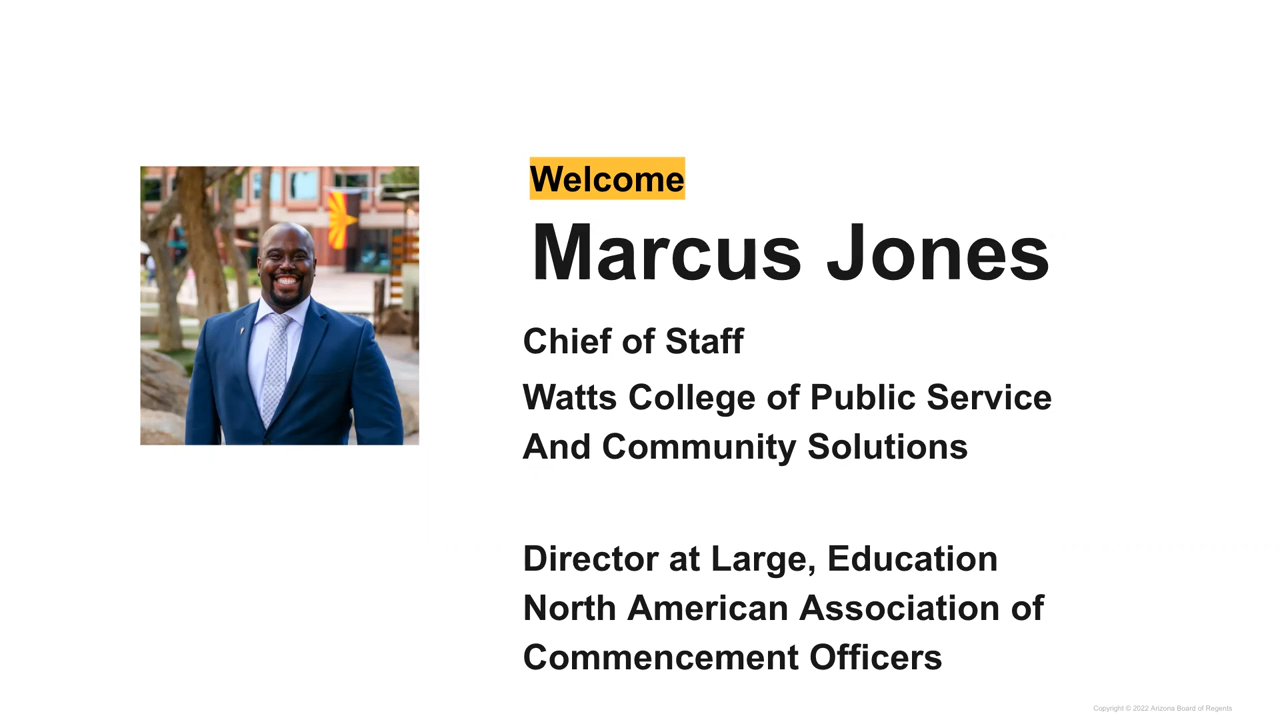 Welcome
Marcus Jones
Chief of Staff
Watts College of Public Service
And Community Solutions
Director at Large, Education
North American Association of
Commencement Officers
Copyright © 2022 Arizona Board of Regents